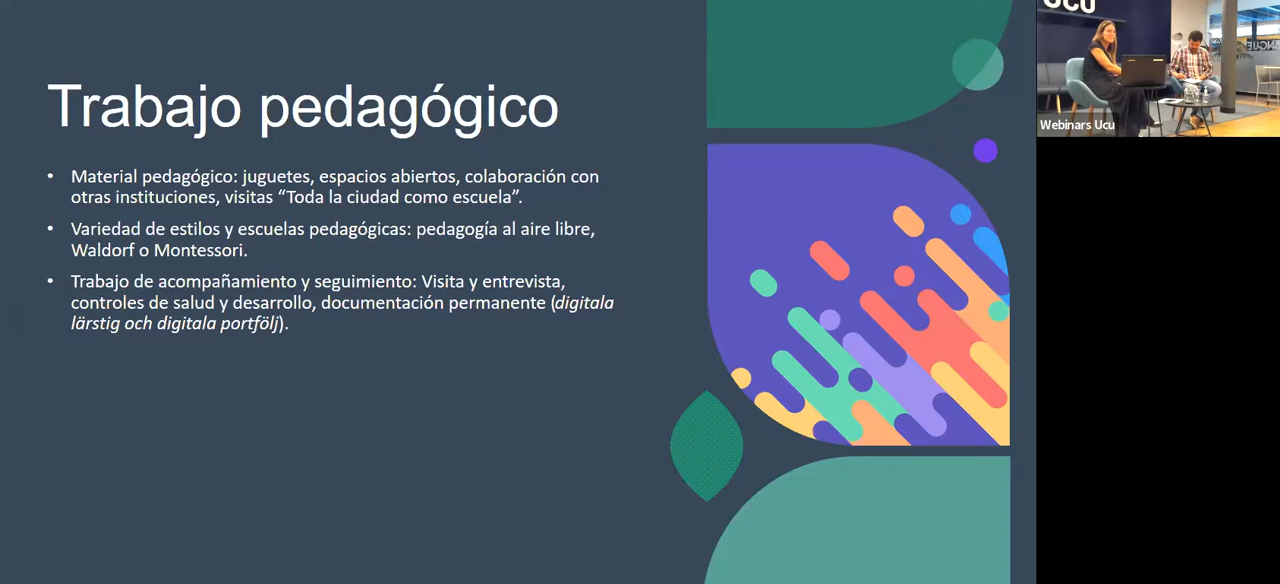 Trabajo pedagógico
• Material pedagógico: juguetes, espacios abiertos, colaboración con
otras instituciones, visitas “Toda la ciudad como escuela”.
• Variedad de estilos y escuelas pedagógicas: pedagogía al aire libre,
Waldorf o Montessori.
• Trabajo de acompañamiento y seguimiento: Visita y entrevista,
controles de salud y desarrollo, documentación permanente (digitala
lärstig och digitala portfölj).
UCU
Webinars Ucu